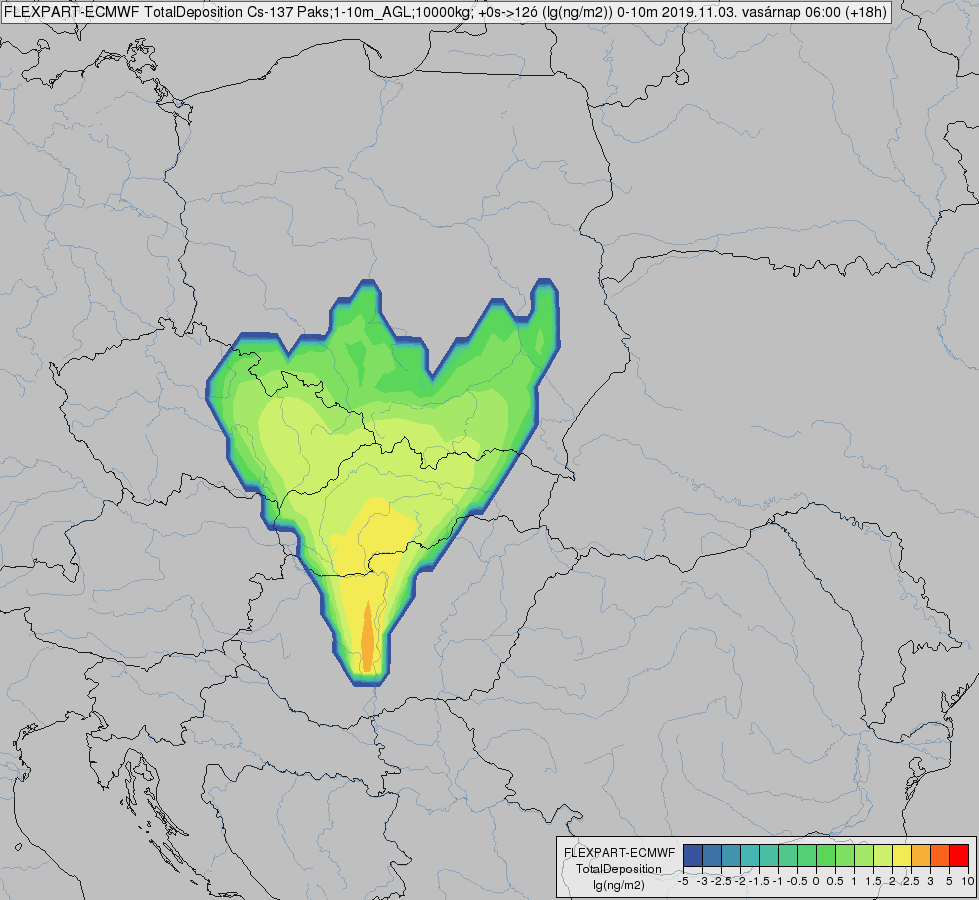 FLEXPART-ECMWF TotalDeposition Cs-137 Paks;1-10m_AGL;10000kg; +0s->12ó (lg(ng/m2)) 0-10m 2019.11.03. vasárnap 06:00 (+18h)
FLEXPART-ECMWF
TotalDeposition
lg(ng/m2)
-5 -3 -2.5 -2 -1.5 -1 -0.5 0 0.5 1 1.5 2 2.5 3 5 10